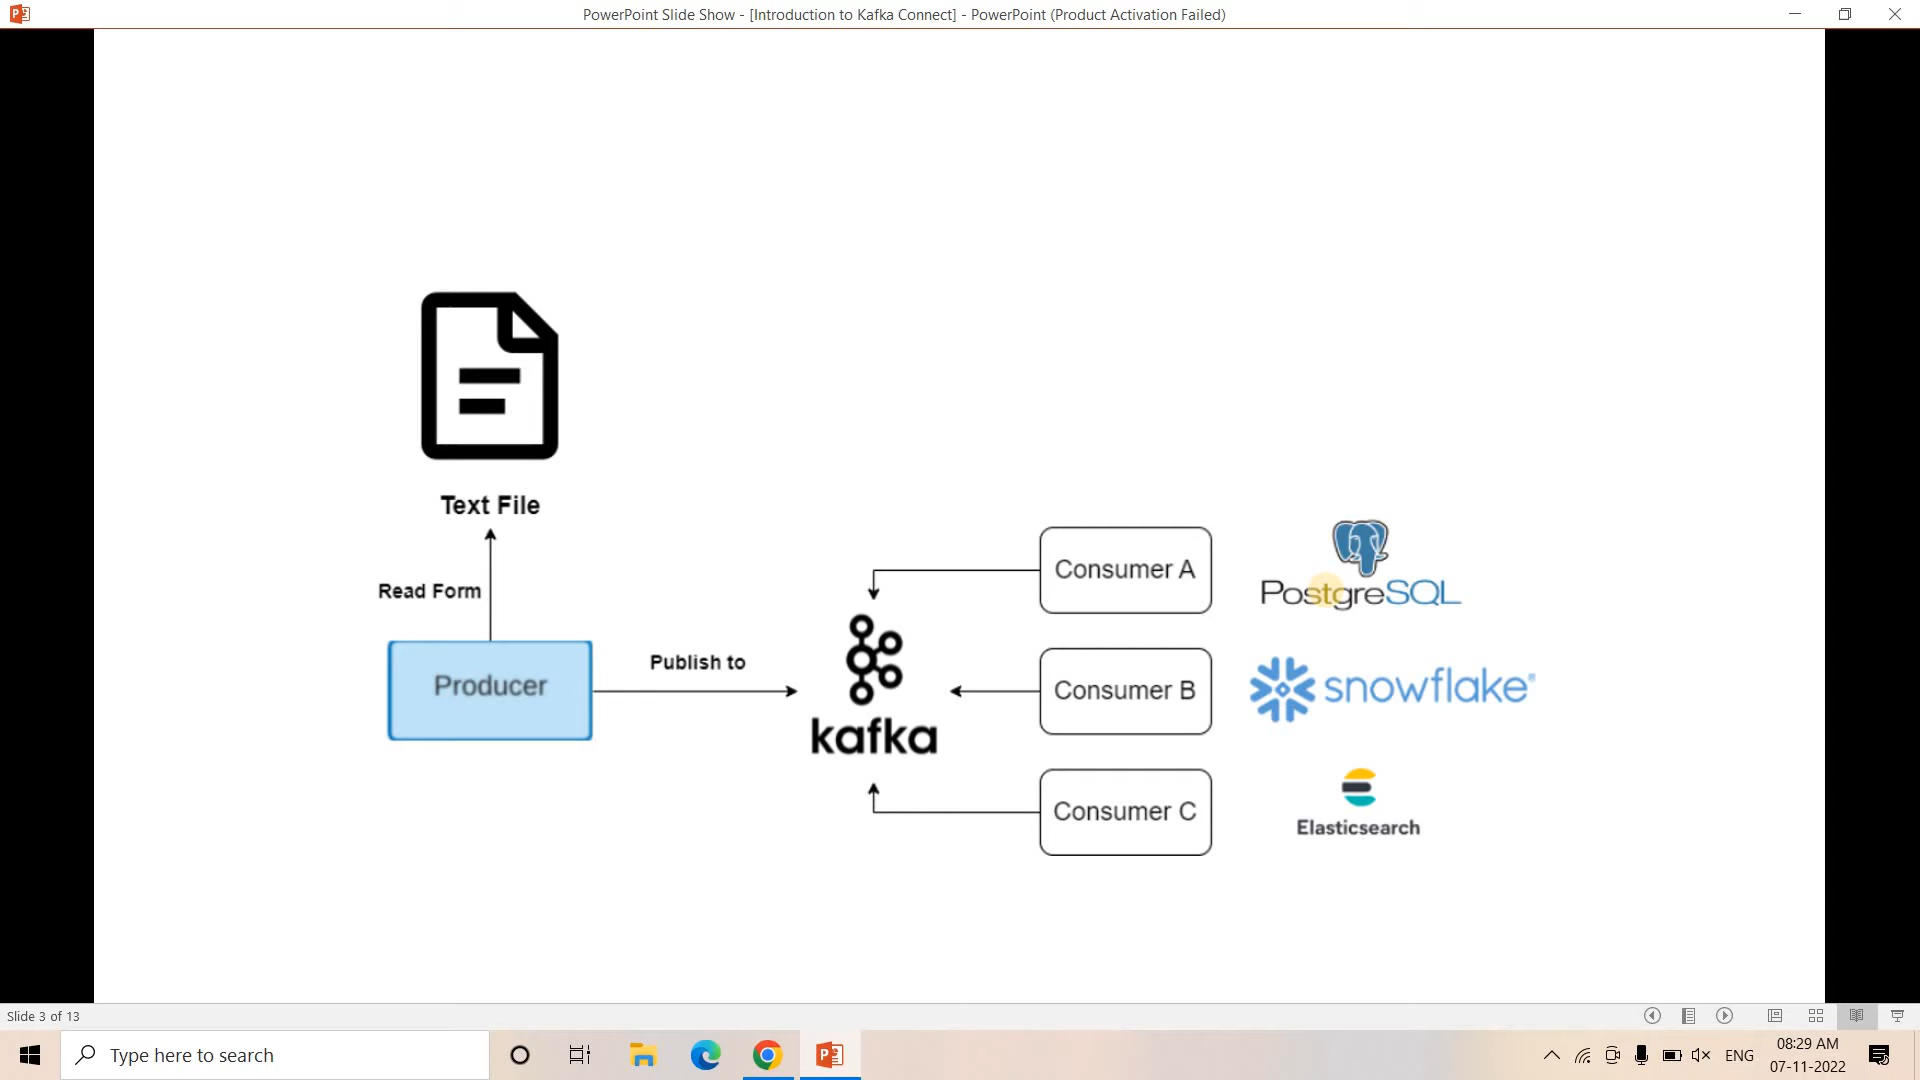 PowerPoint Slide Show - [Introduction to Kafka Connect] - PowerPoint (Product Activation Failed)
Text File
Read Form
Producer
Publish to
kafka
Consumer A
PostgreSQL
Consumer B
snowflake®
Consumer C
Elasticsearch
Slide 3 of 13
Type here to search
ENG
08:29 AM
07-11-2022